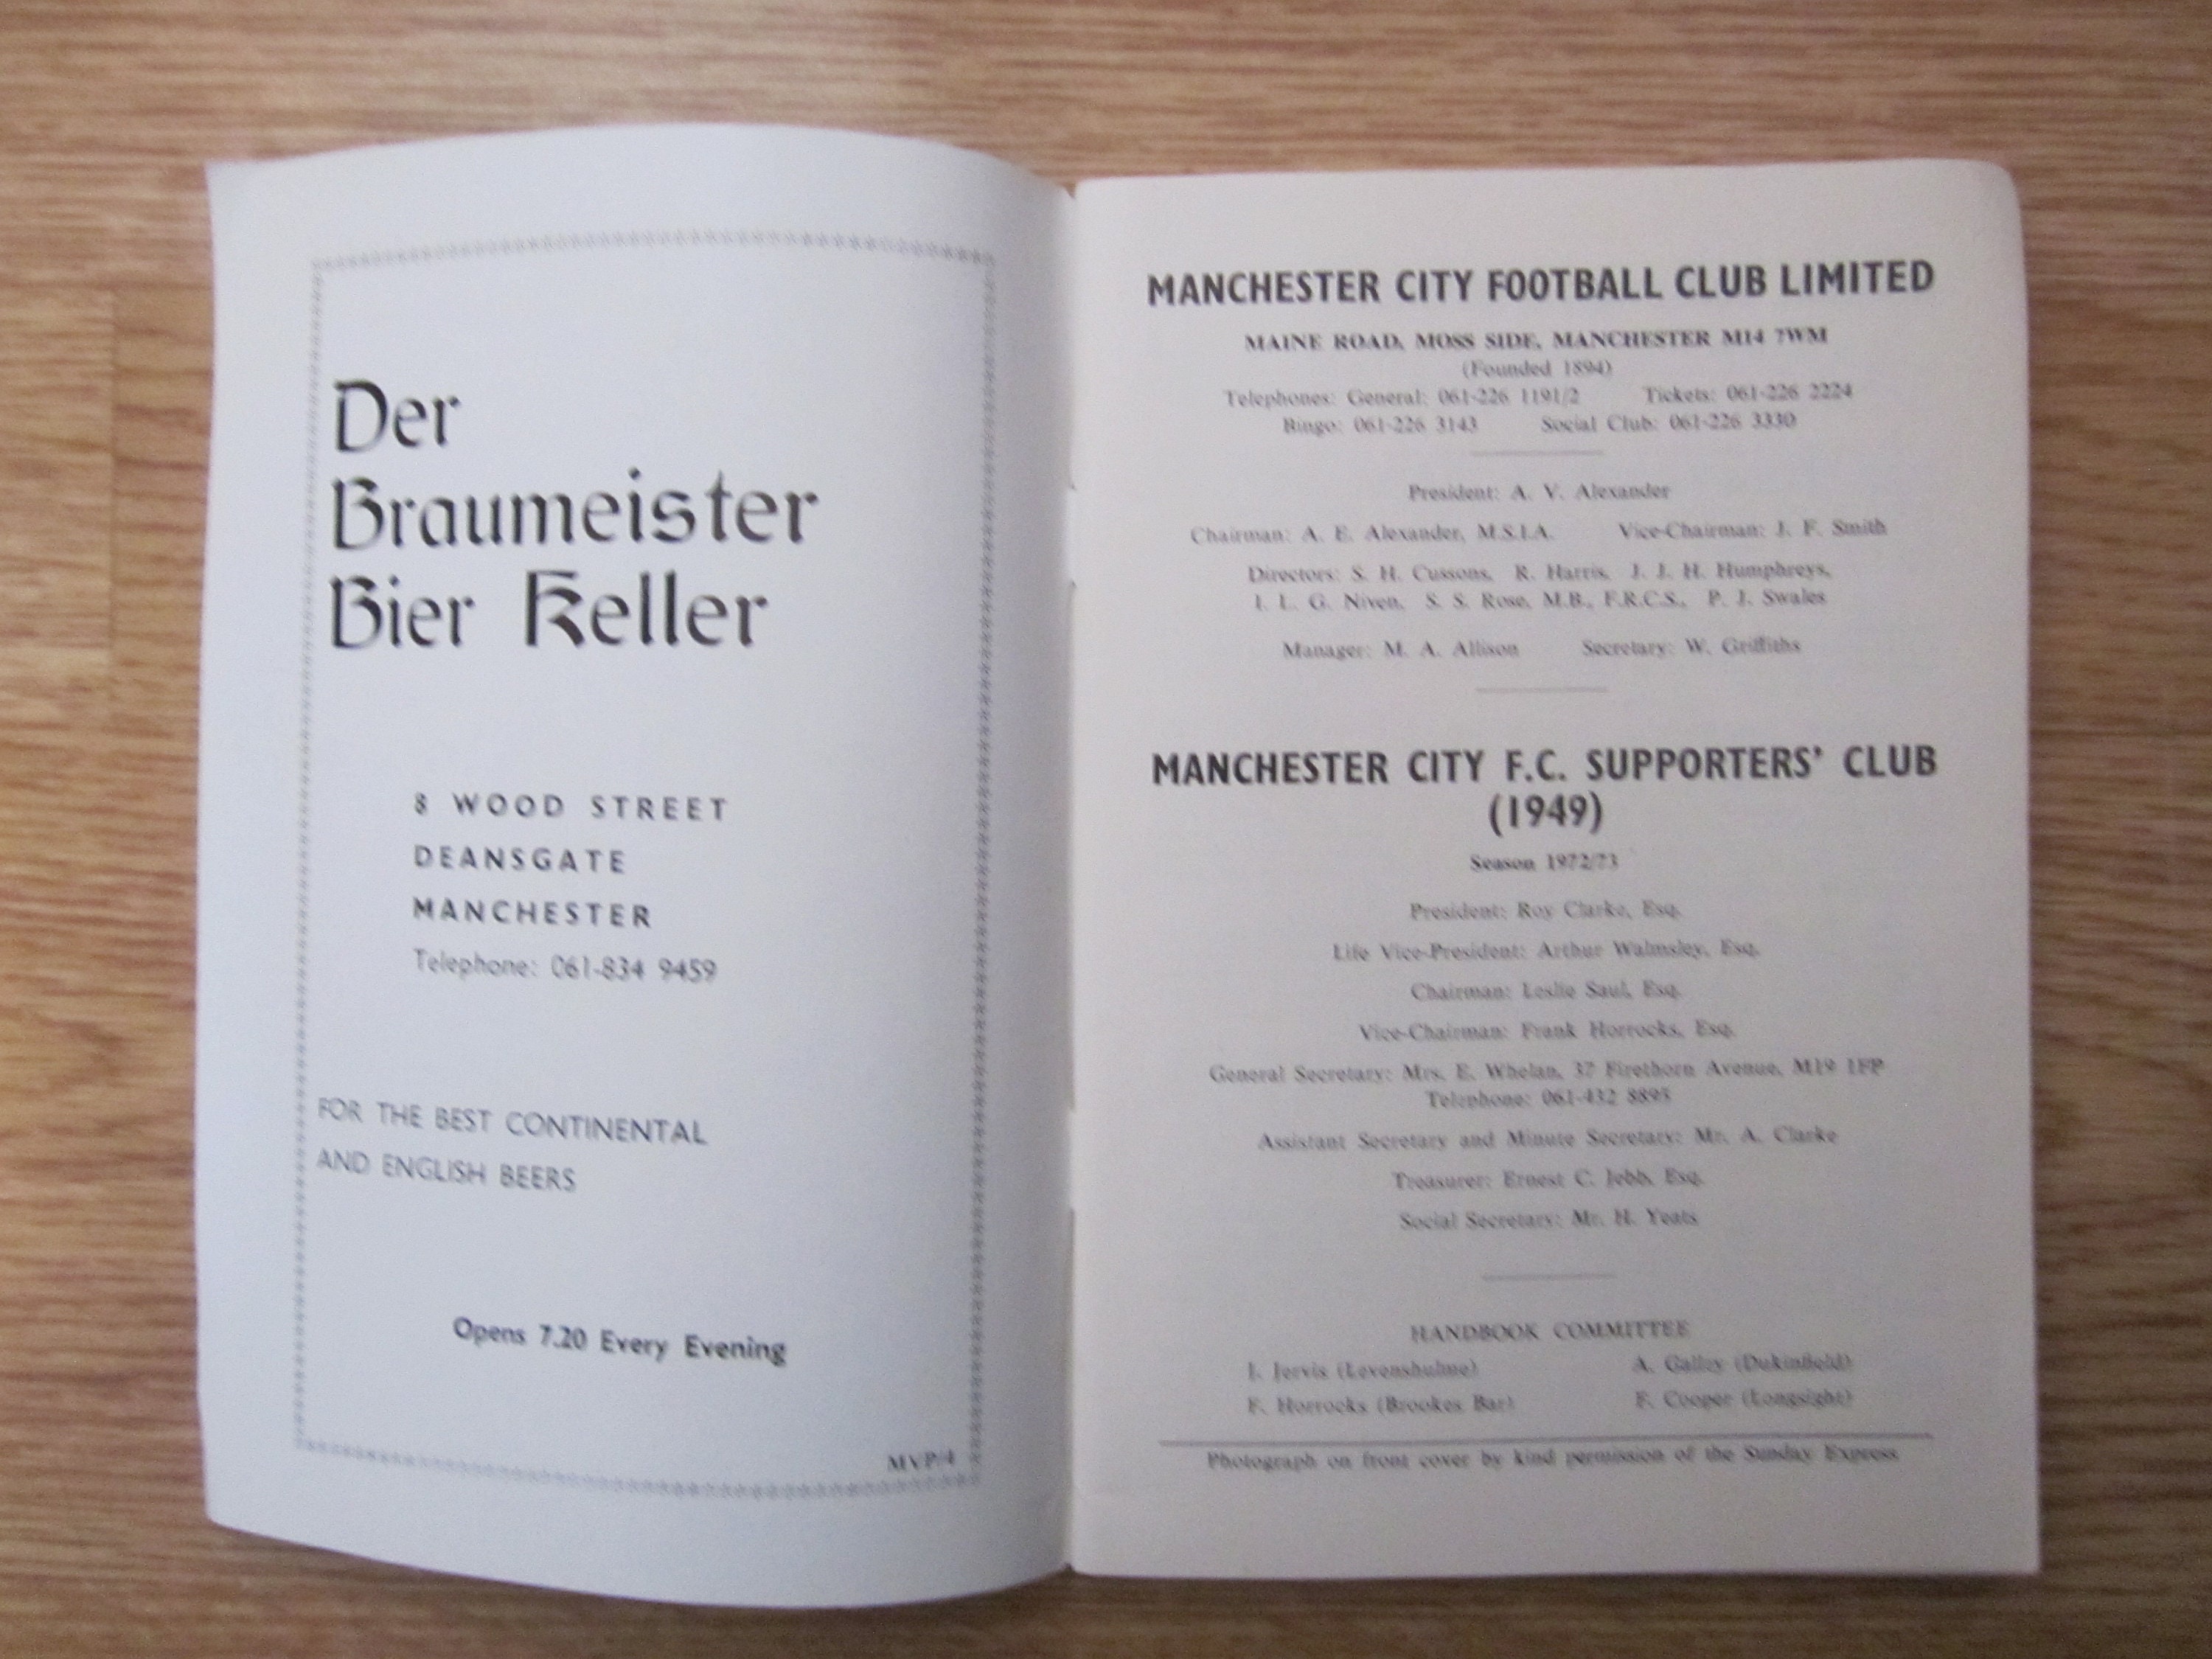 Der
Braumeister
Bier Keller
8 WOOD STREET
DEANSGATE
MANCHESTER
Telephone: 061-834 9459
FOR THE BEST CONTINENTAL
AND ENGLISH BEERS
Opens 7.20 Every Evening
MVP/4
MANCHESTER CITY FOOTBALL CLUB LIMITED
MAINE ROAD, MOSS SIDE, MANCHESTER M14 7WM
(Founded 1894)
Telephones: General: 061-226 1191/2 Tickets: 061-226 2224
Bingo: 061-226 3143 Social Club: 061-226 3330
President: A. V. Alexander
Chairman: A. E. Alexander, M.S.I.A. Vice-Chairman: J. F. Smith
Directors: S. H. Cussons, R. Harris, J. J. H. Humphreys,
I. L. G. Niven, S. S. Rose, M.B., F.R.C.S., P. J. Swales
Manager: M. A. Allison Secretary: W. Griffiths
MANCHESTER CITY F.C. SUPPORTERS' CLUB
(1949)
Season 1972/73
President: Roy Clarke, Esq.
Life Vice-President: Arthur Walmsley, Esq.
Chairman: Leslie Saul, Esq.
Vice-Chairman: Frank Horrocks, Esq.
General Secretary: Mrs. E. Whelan, 37 Firethorn Avenue, M19 1FP
Telephone: 061-432 8895
Assistant Secretary and Minute Secretary: Mr. A. Clarke
Treasurer: Ernest C. Jebb, Esq.
Social Secretary: Mr. H. Yeats
HANDBOOK COMMITTEE
I. Jervis (Levenshulme) A. Galley (Dukinfield)
F. Horrocks (Brookes Bar) F. Cooper (Longsight)
Photograph on front cover by kind permission of the Sunday Express